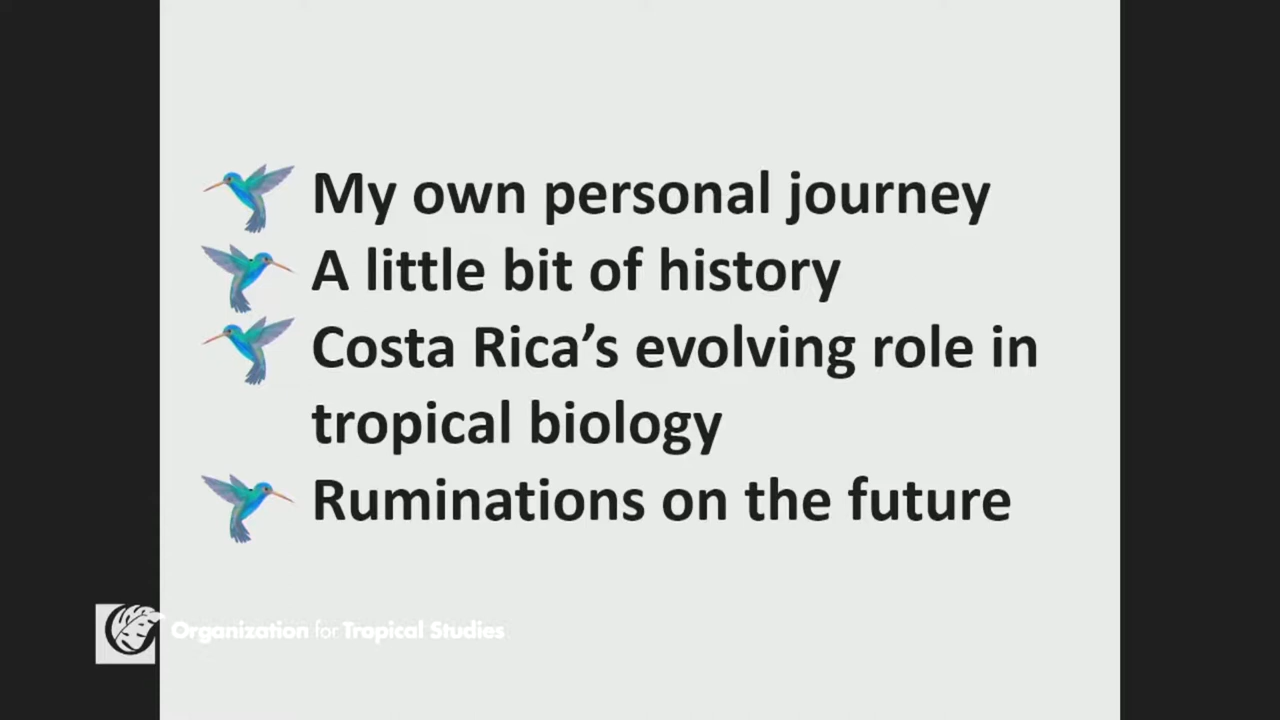 My own personal journey
A little bit of history
Costa Rica’s evolving role in
tropical biology
Ruminations on the future
Organization for Tropical Studies